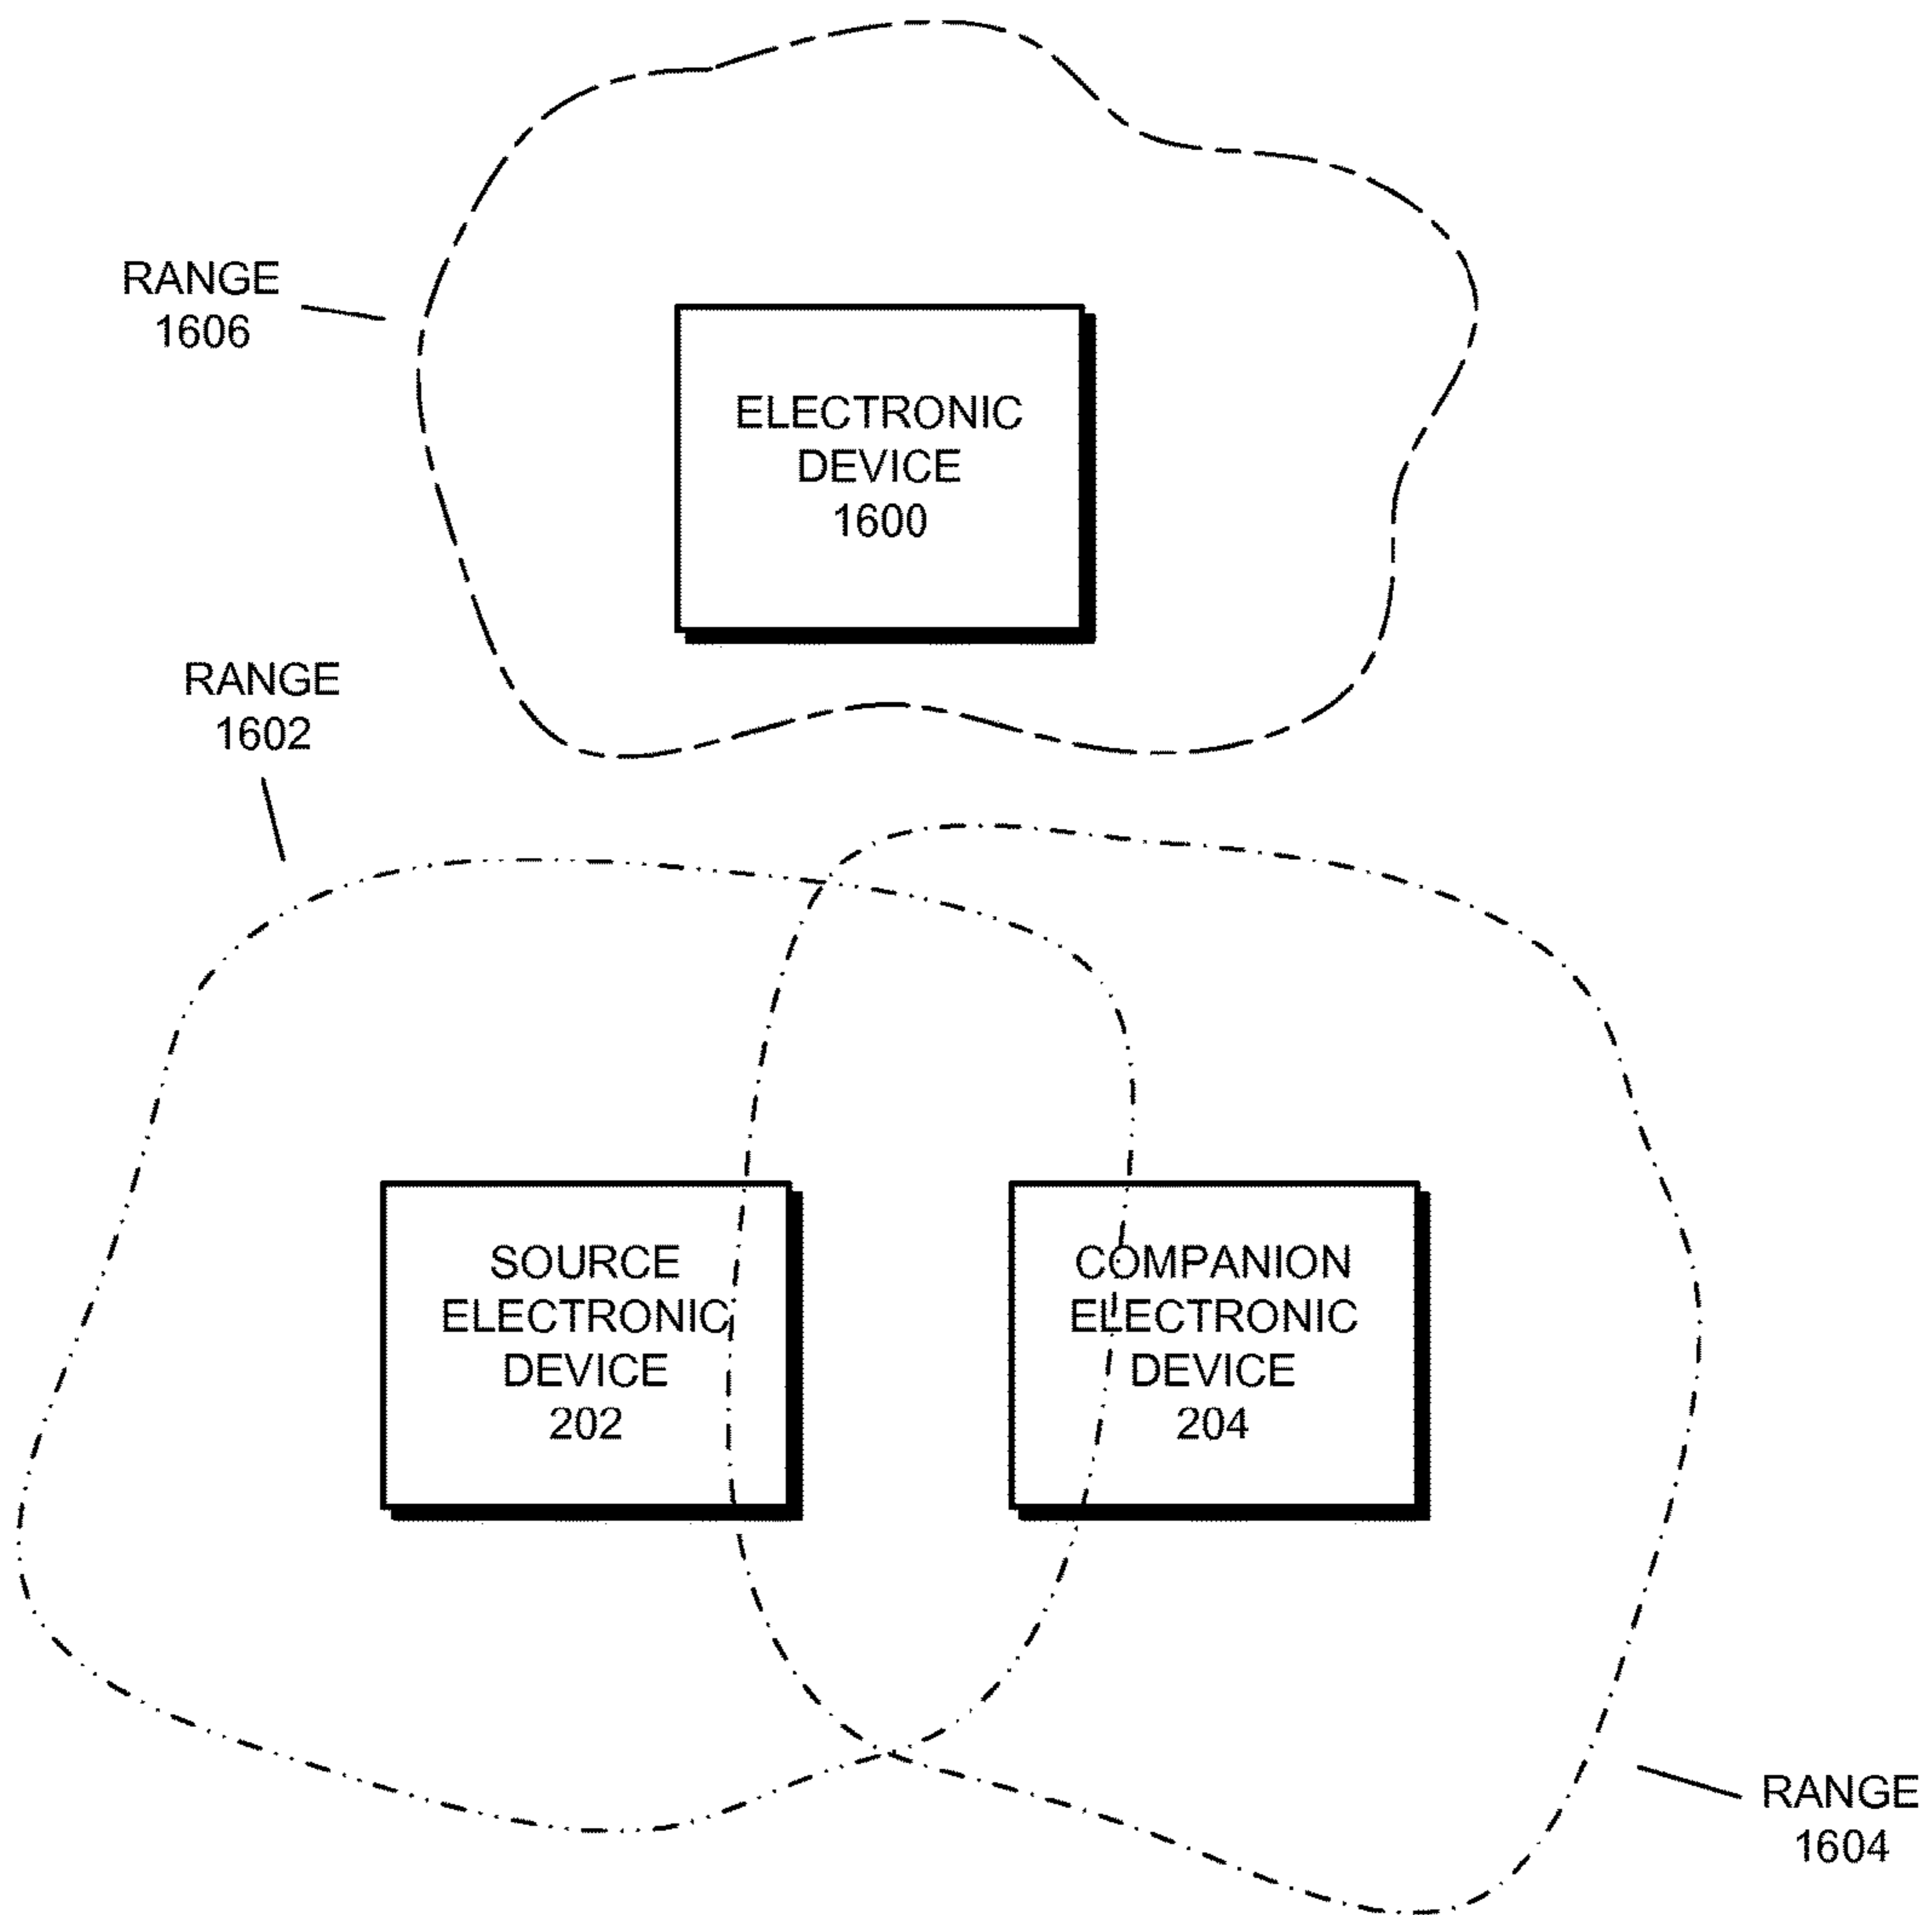 RANGE
1606
ELECTRONIC
DEVICE
1600
RANGE
1602
SOURCE
ELECTRONIC
DEVICE
202
COMPANION
ELECTRONIC
DEVICE
204
RANGE
1604